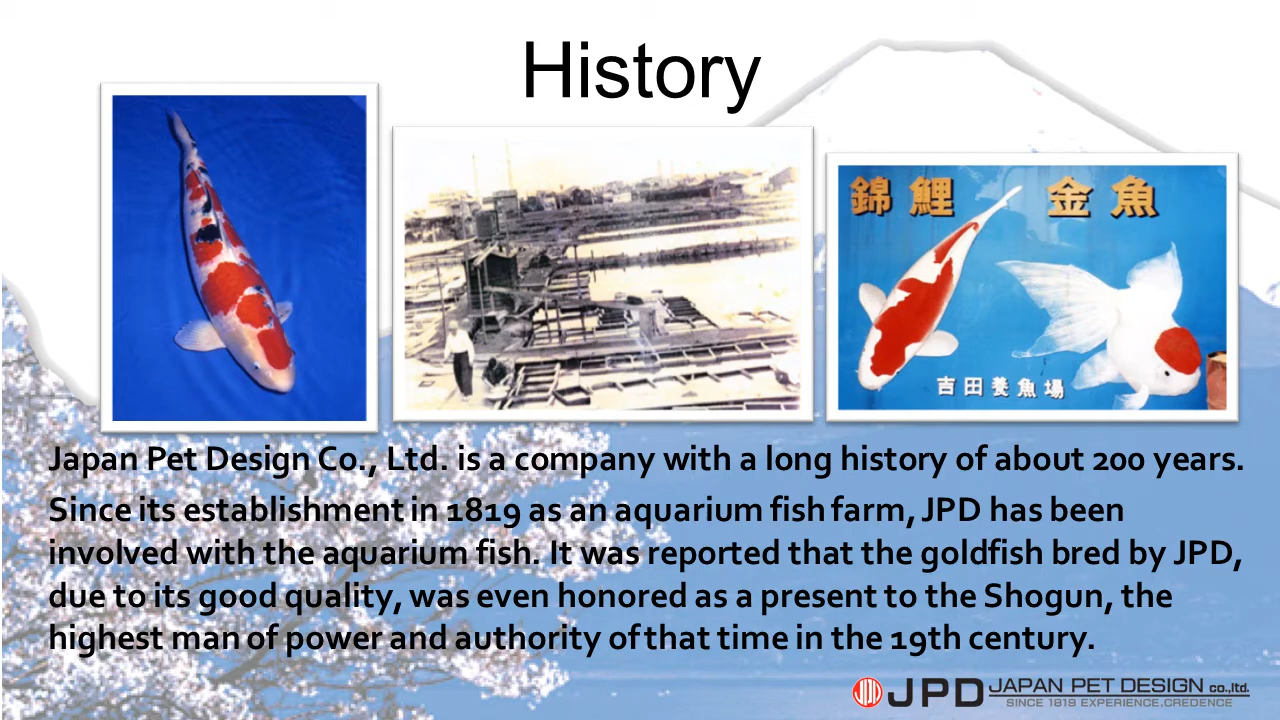 History
錦鯉 金魚
吉田養魚場
Japan Pet Design Co., Ltd. is a company with a long history of about 200 years.
Since its establishment in 1819 as an aquarium fish farm, JPD has been
involved with the aquarium fish. It was reported that the goldfish bred by JPD,
due to its good quality, was even honored as a present to the Shogun, the
highest man of power and authority of that time in the 19th century.
JPD JAPAN PET DESIGN co.,ltd.
SINCE 1819 EXPERIENCE,CREDENCE